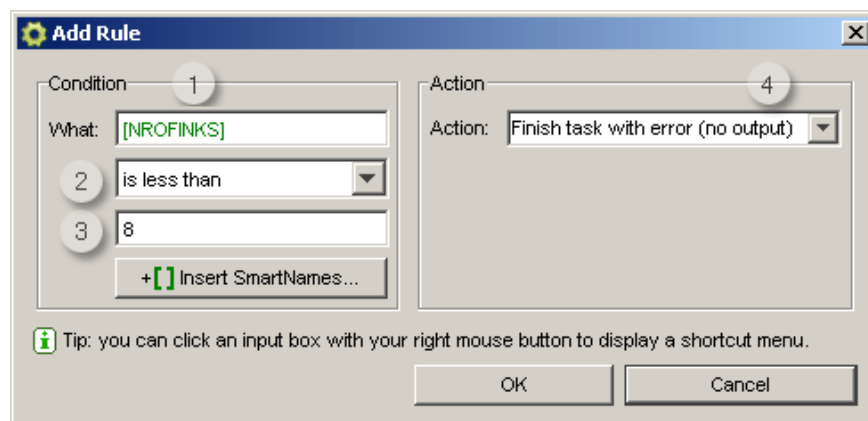 Add Rule
Condition 1
What: [NROFINKS]
2 is less than
3 8
+[] Insert SmartNames...
Action 4
Action: Finish task with error (no output)
Tip: you can click an input box with your right mouse button to display a shortcut menu.
OK Cancel